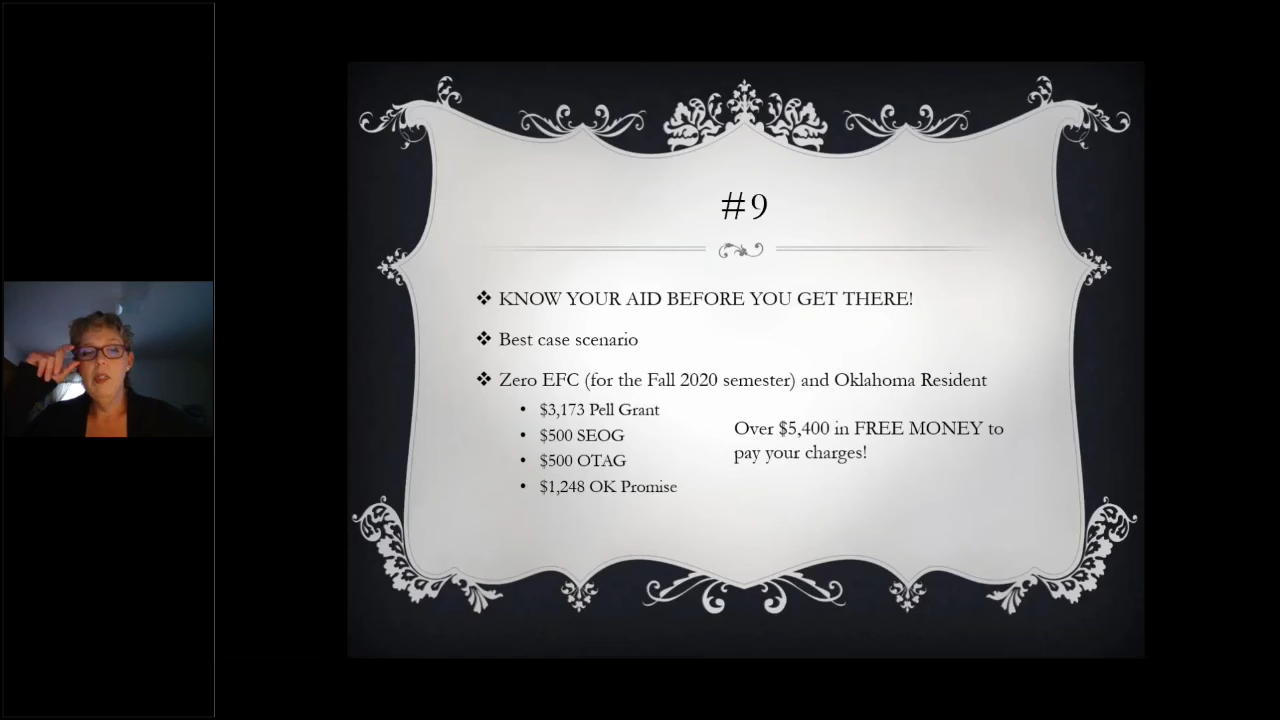 #9
KNOW YOUR AID BEFORE YOU GET THERE!
Best case scenario
Zero EFC (for the Fall 2020 semester) and Oklahoma Resident
• $3,173 Pell Grant
• $500 SEOG
• $500 OTAG
• $1,248 OK Promise
Over $5,400 in FREE MONEY to
pay your charges!